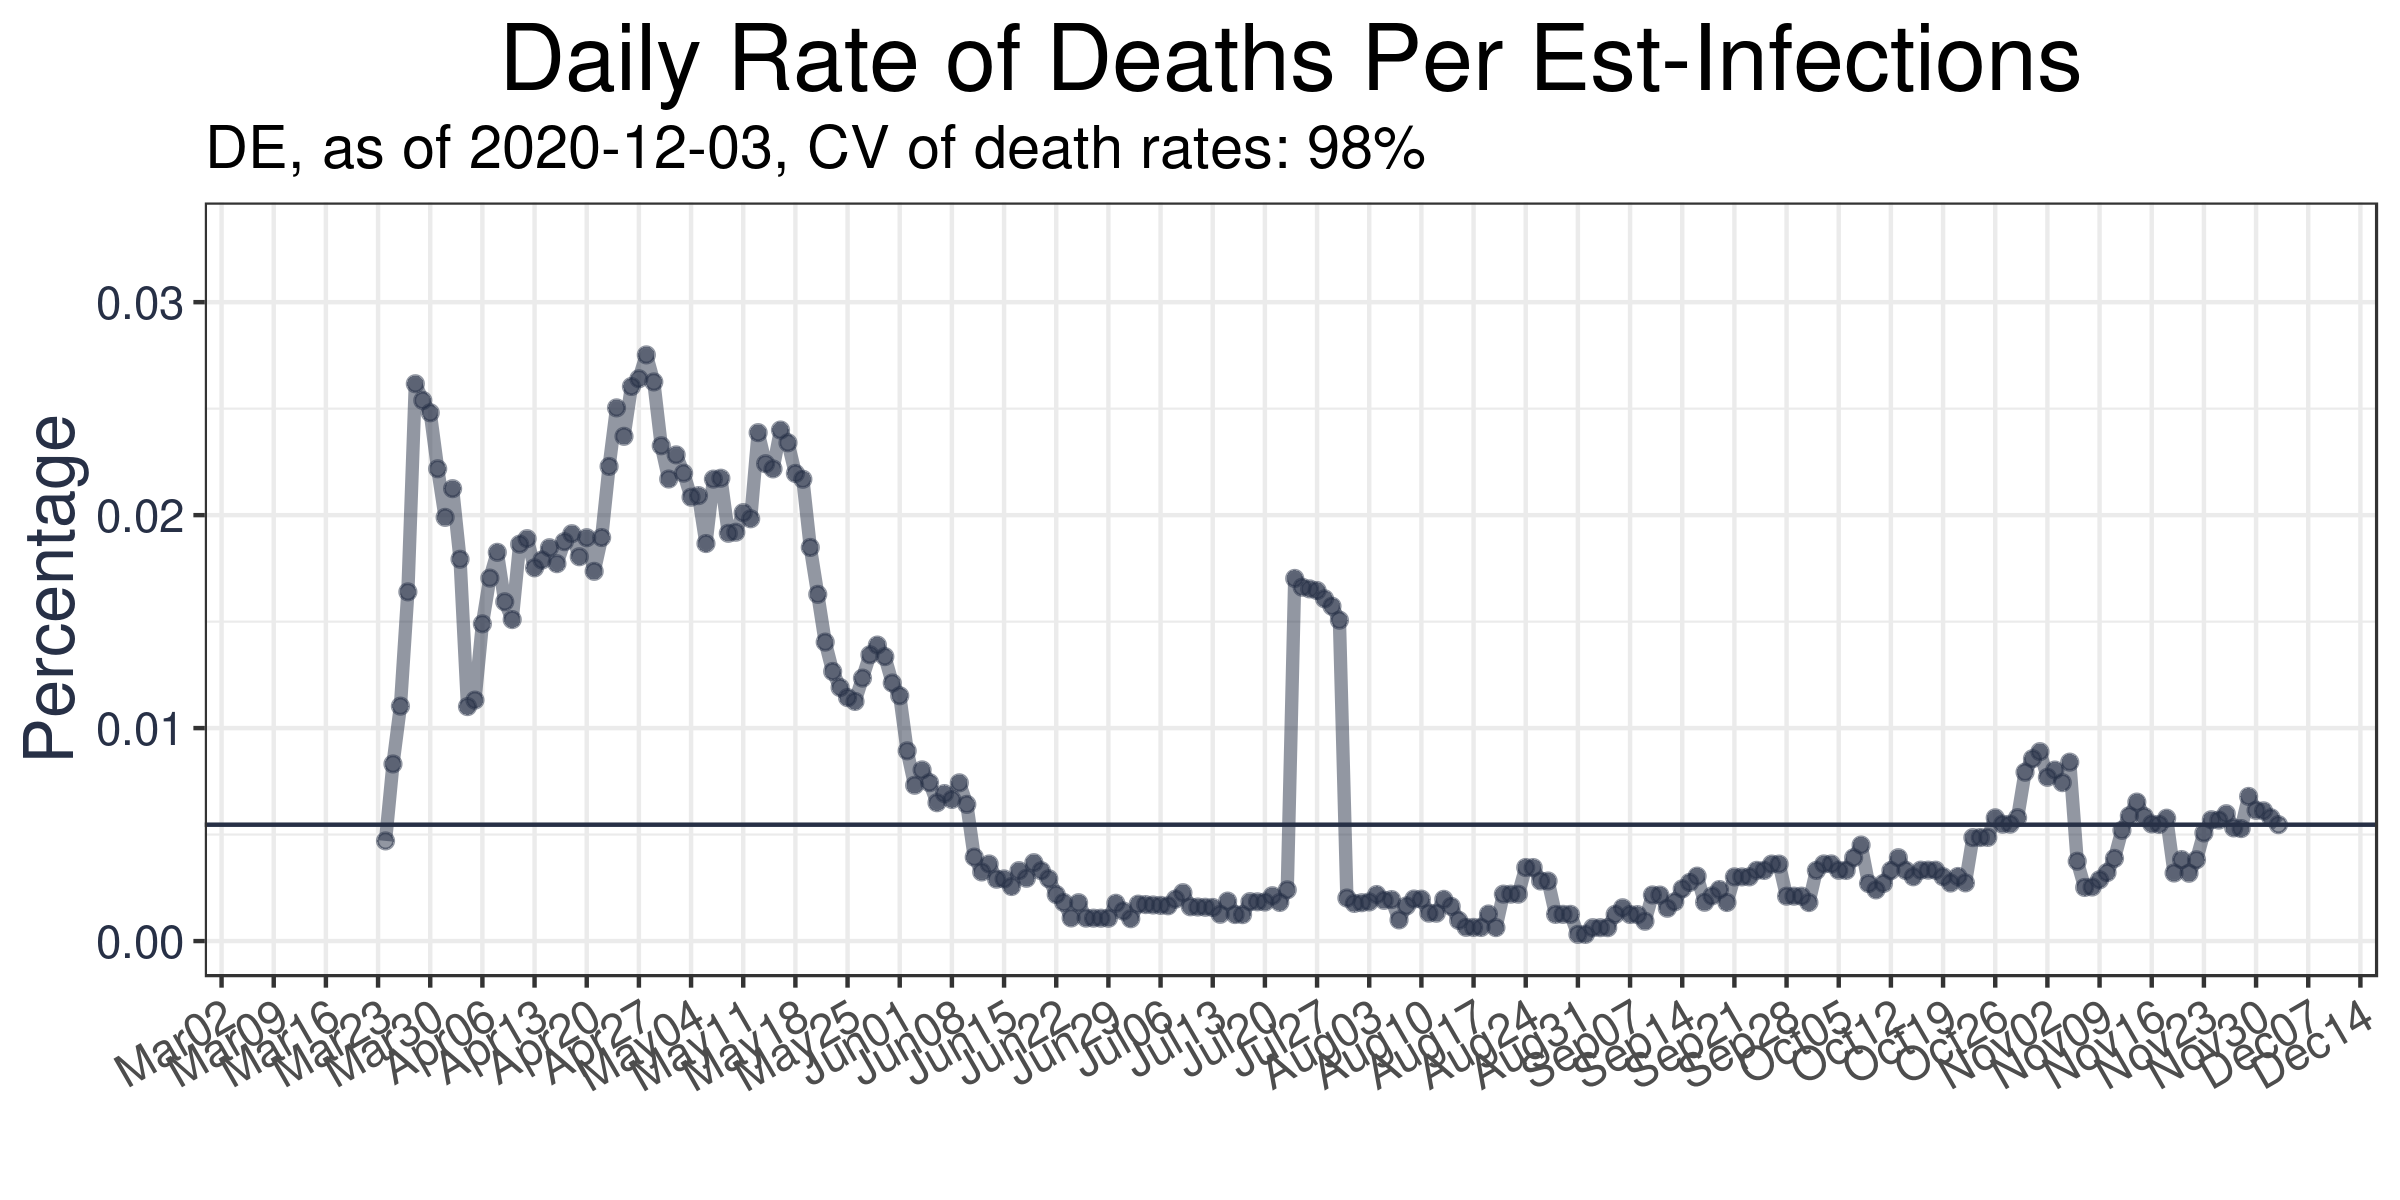 Daily Rate of Deaths Per Est-Infections
DE, as of 2020-12-03, CV of death rates: 98%
Percentage
0.03
0.02
0.01
0.00
Mar02
Mar09
Mar16
Mar23
Mar30
Apr06
Apr13
Apr20
Apr27
May04
May11
May18
May25
Jun01
Jun08
Jun15
Jun22
Jun29
Jul06
Jul13
Jul20
Jul27
Aug03
Aug10
Aug17
Aug24
Aug31
Sep07
Sep14
Sep21
Sep28
Oct05
Oct12
Oct19
Oct26
Nov02
Nov09
Nov16
Nov23
Nov30
Dec07
Dec14